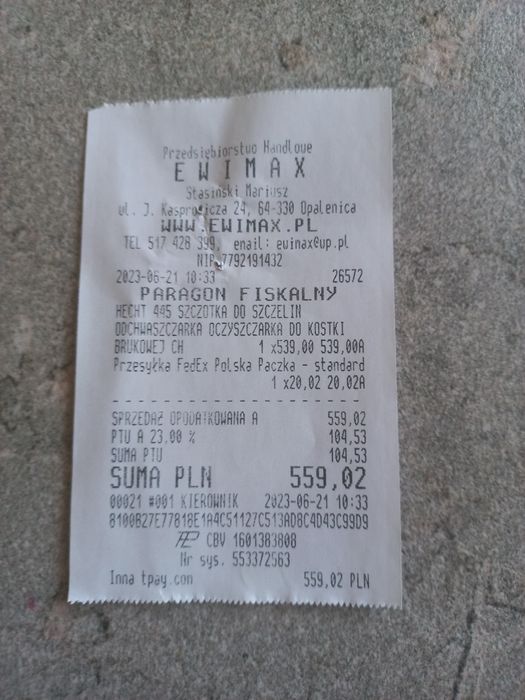 Przedsiębiorstwo Handlowe
EWIMAX
Stasiński Mariusz
ul. J. Kasprowicza 24, 64-330 Opalenica
WWW.EWIMAX.PL
TEL 517 428 399, email: ewimax@wp.pl
NIP 7792191432
2023-06-21 10:33 26572
PARAGON FISKALNY
HECHT 445 SZCZOTKA DO SZCZELIN
ODCHWASZCZARKA OCZYSZCZARKA DO KOSTKI
BRUKOWEJ CH 1 x539,00 539,00A
Przesyłka FedEx Polska Paczka - standard
1 x20,02 20,02A
SPRZEDAŻ OPODATKOWANA A 559,02
PTU A 23,00 % 104,53
SUMA PTU 104,53
SUMA PLN 559,02
00021 #001 KIEROWNIK 2023-06-21 10:33
8100B27E77818E1A4C51127C513AD8C4D43C99D9
CBV 1601383808
Nr sys. 553372563
Inna tpay.com 559,02 PLN